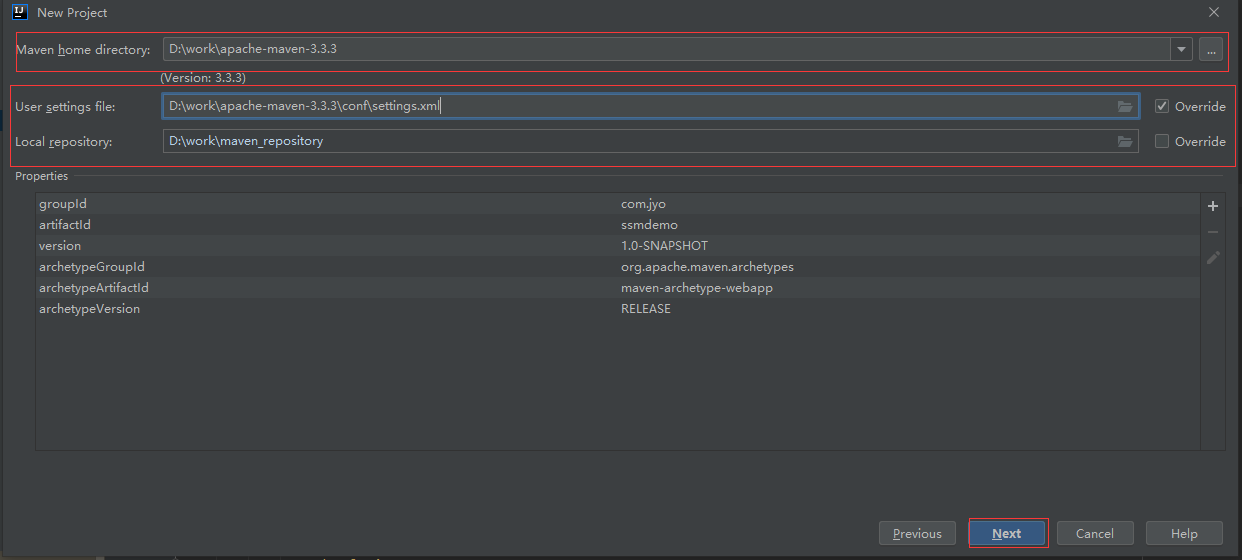 IJ New Project
Maven home directory: D:\work\apache-maven-3.3.3 ...
(Version: 3.3.3)
User settings file: D:\work\apache-maven-3.3.3\conf\settings.xml Override
Local repository: D:\work\maven_repository Override
Properties
groupId com.jyo
artifactId ssmdemo
version 1.0-SNAPSHOT
archetypeGroupId org.apache.maven.archetypes
archetypeArtifactId maven-archetype-webapp
archetypeVersion RELEASE
Previous Next Cancel Help